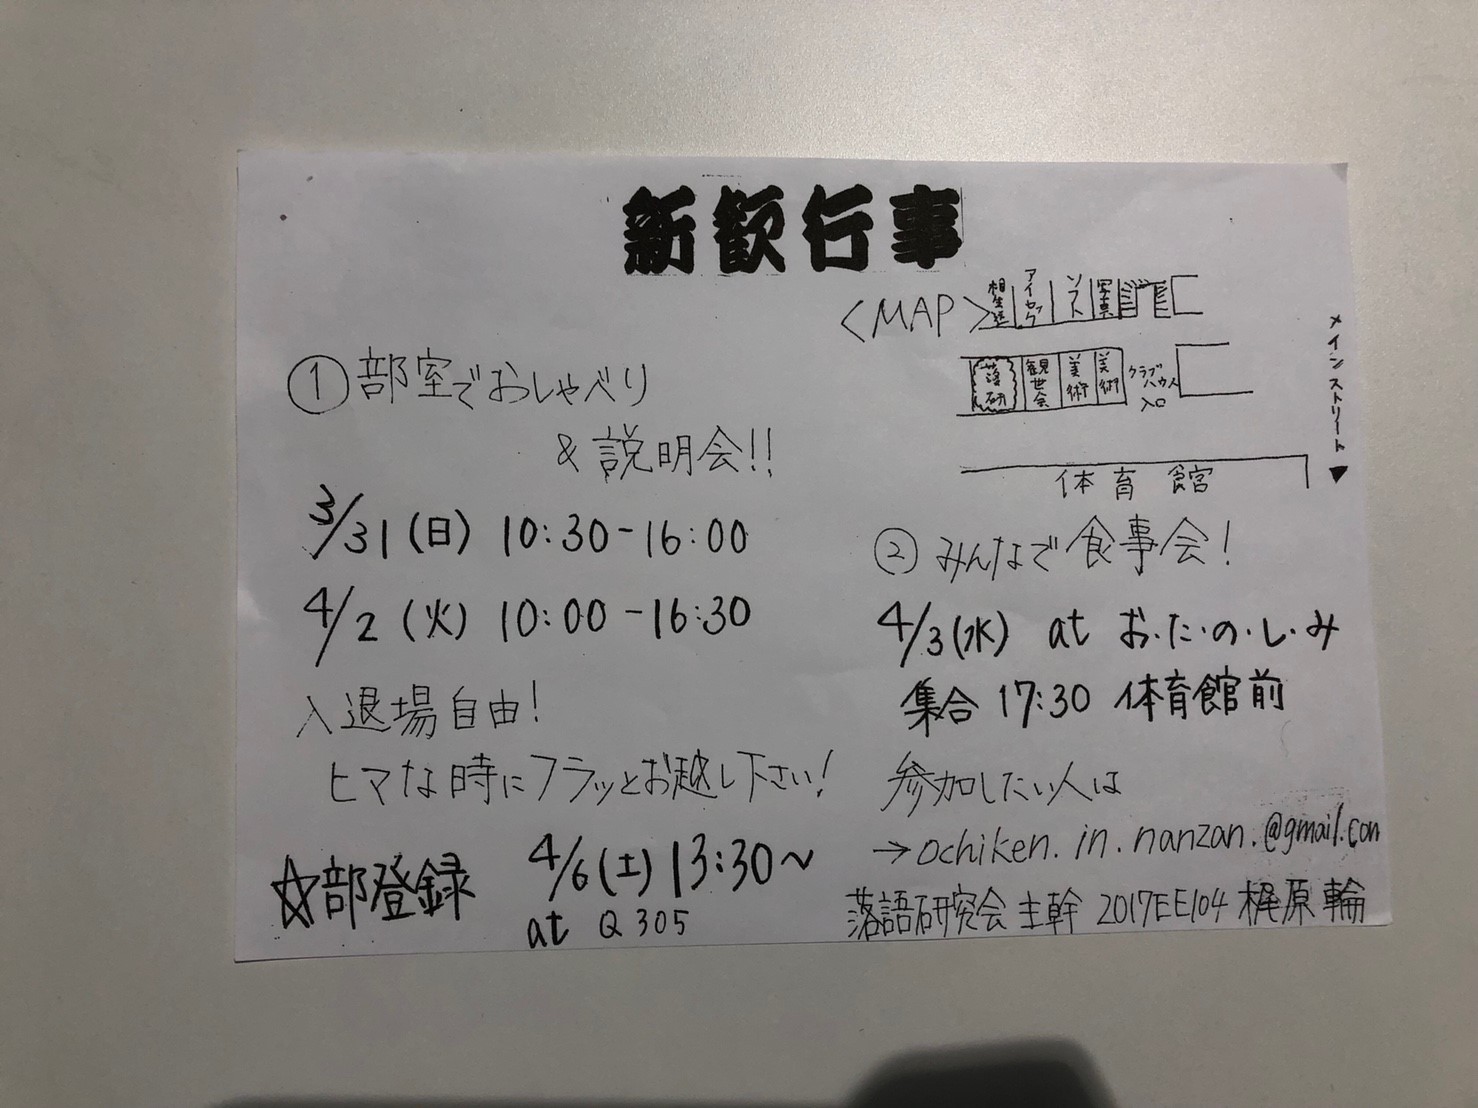 新歓行事
<MAP>
相生塾 アイセック ソフト 写真
落研 観世会 美術 美術 クラブハウス入口
メインストリート▼
体育館
①部室でおしゃべり
&説明会!!
3/31(日) 10:30-16:00
4/2(火) 10:00-16:30
入退場自由!
ヒマな時にフラッとお越し下さい!
☆部登録 4/6(土)13:30~
at Q305
②みんなで食事会!
4/3(水) at お・た・の・し・み
集合 17:30 体育館前
参加したい人は
→ochiken.in.nanzan.@gmail.com
落語研究会 主幹 2017EE104 梶原 輪